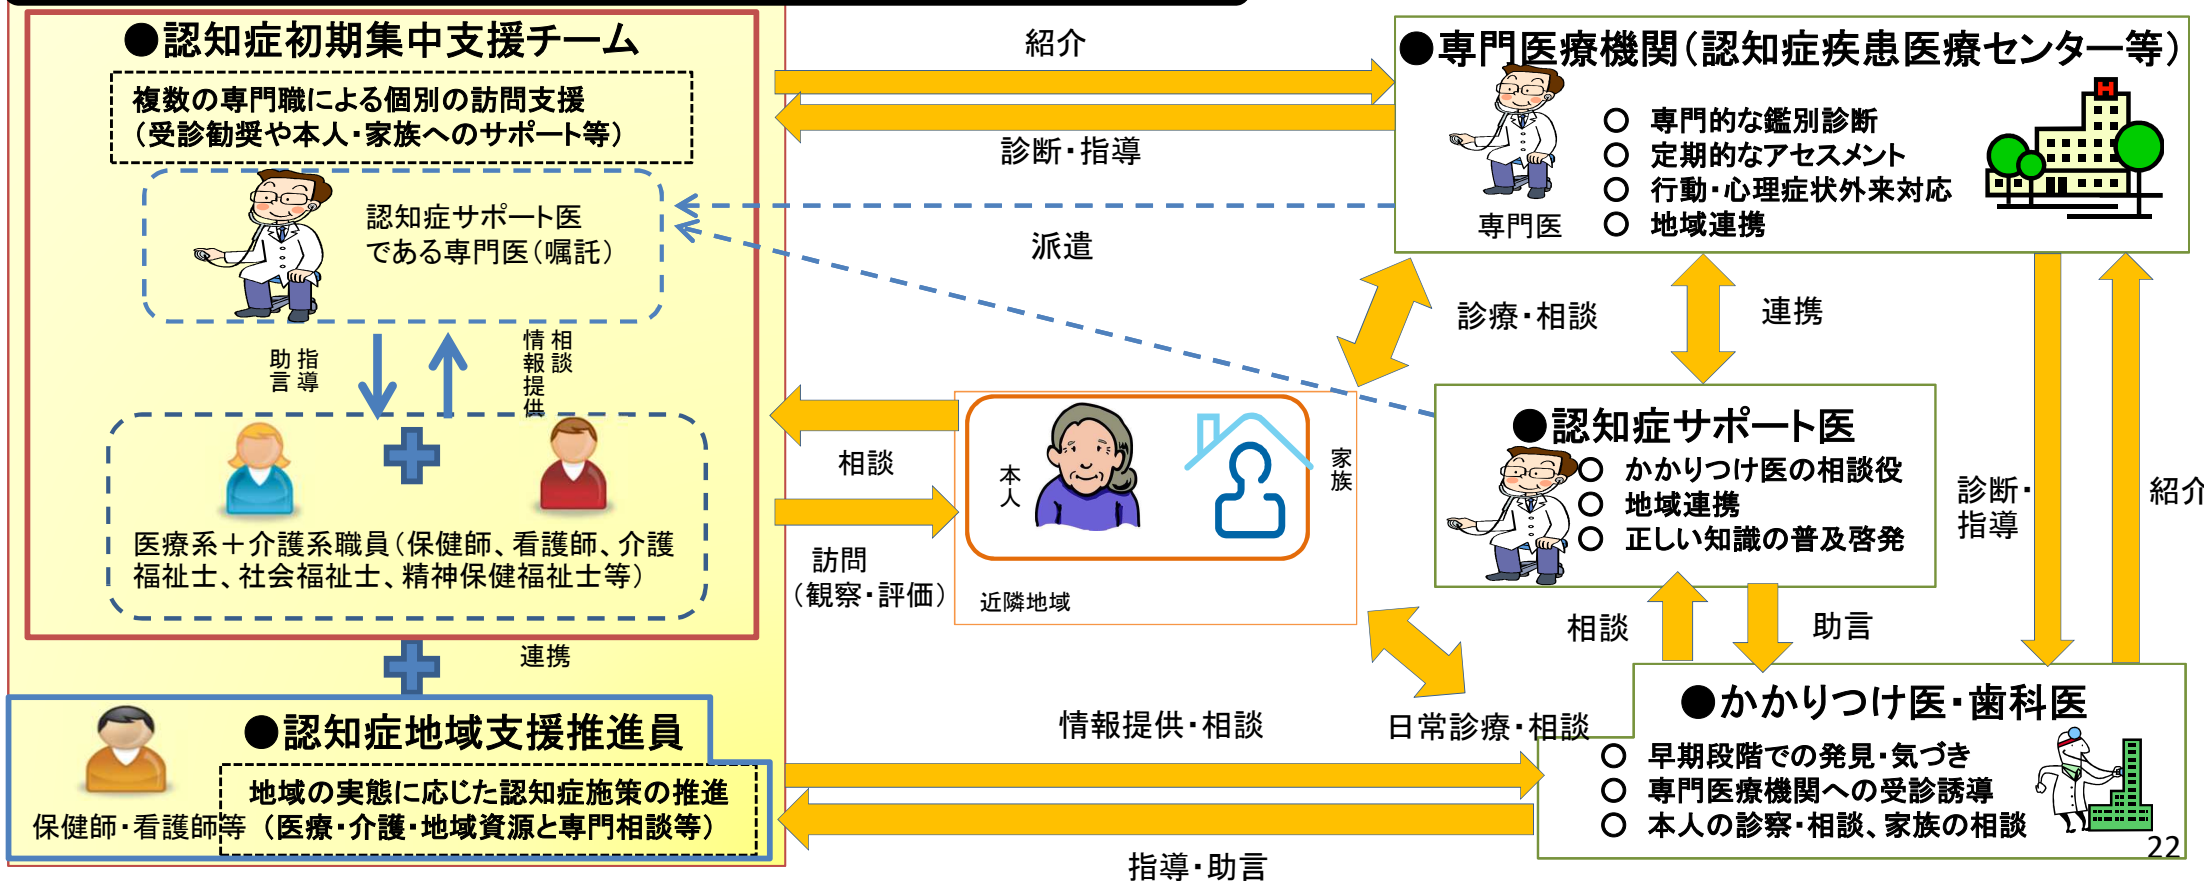 ●認知症初期集中支援チーム
複数の専門職による個別の訪問支援
(受診勧奨や本人・家族へのサポート等)
認知症サポート医
である専門医(嘱託)
指導
助言
相談
情報提供
医療系+介護系職員(保健師、看護師、介護
福祉士、社会福祉士、精神保健福祉士等)
連携
●認知症地域支援推進員
地域の実態に応じた認知症施策の推進
(医療・介護・地域資源と専門相談等)
保健師・看護師等
紹介
診断・指導
派遣
相談
訪問
(観察・評価)
本人
家族
近隣地域
診療・相談
連携
●専門医療機関(認知症疾患医療センター等)
○ 専門的な鑑別診断
○ 定期的なアセスメント
○ 行動・心理症状外来対応
○ 地域連携
専門医
●認知症サポート医
○ かかりつけ医の相談役
○ 地域連携
○ 正しい知識の普及啓発
診断・
指導
紹介
相談
助言
情報提供・相談
日常診療・相談
指導・助言
●かかりつけ医・歯科医
○ 早期段階での発見・気づき
○ 専門医療機関への受診誘導
○ 本人の診察・相談、家族の相談
22